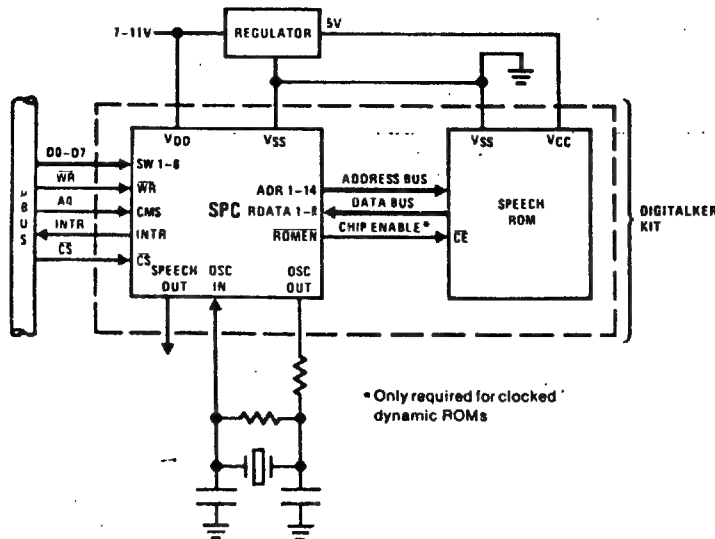 7-11V
REGULATOR
5V
VDD
VSS
VSS
VCC
μBUS
D0-D7
WR
A0
INTR
CS
SW 1-8
WR
CMS
INTR
CS
SPC
ADR 1-14
RDATA 1-8
ROMEN
ADDRESS BUS
DATA BUS
CHIP ENABLE*
SPEECH
ROM
CE
DIGITALKER
KIT
SPEECH
OUT
OSC
IN
OSC
OUT
* Only required for clocked
dynamic ROMs